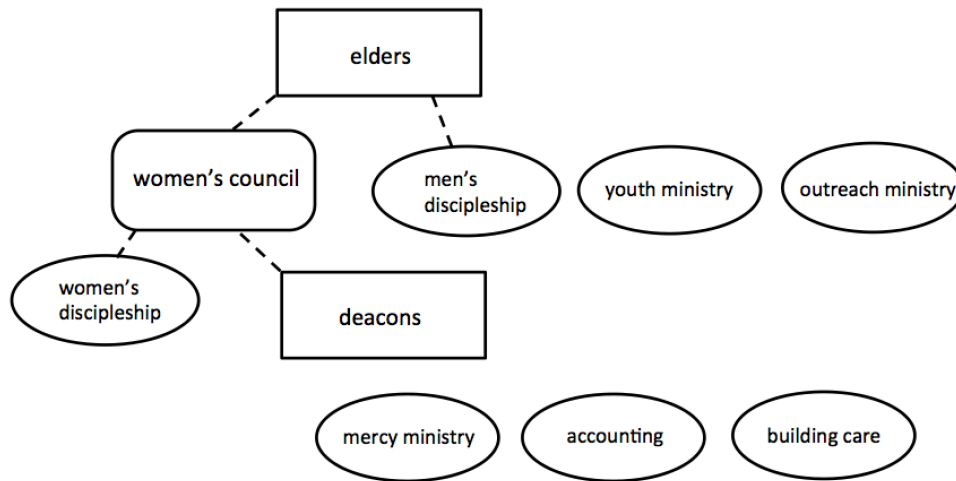 elders
women’s council
men’s
discipleship
youth ministry
outreach ministry
women’s
discipleship
deacons
mercy ministry
accounting
building care